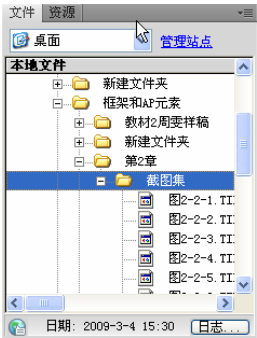 文件 资源
桌面 管理站点
本地文件
新建文件夹
框架和AP元素
教材2周雯祥稿
新建文件夹
第2章
截图集
图2-2-1.TI
图2-2-2.TI
图2-2-3.TI
图2-2-4.TI
图2-2-5.TI
日期: 2009-3-4 15:30 日志...